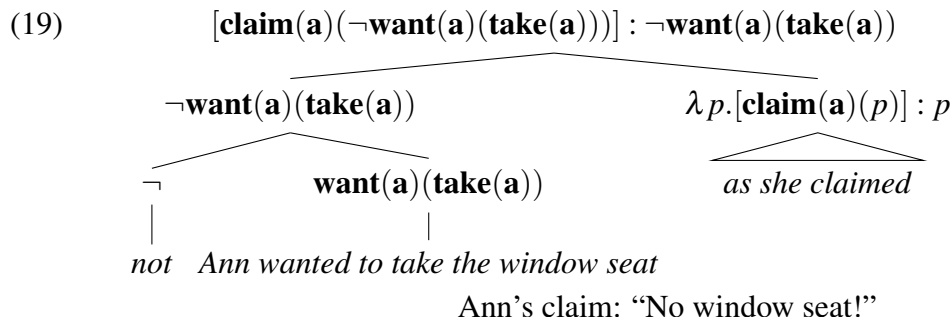 (19) [claim(a)(¬want(a)(take(a)))] : ¬want(a)(take(a))
¬want(a)(take(a)) λp.[claim(a)(p)] : p
¬ want(a)(take(a)) as she claimed
not Ann wanted to take the window seat
Ann's claim: “No window seat!”